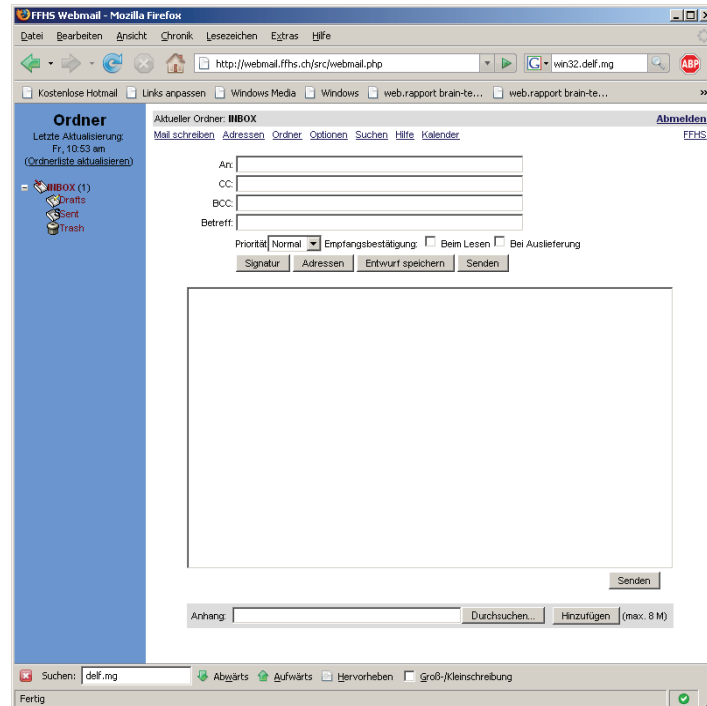 FFHS Webmail - Mozilla Firefox
Datei Bearbeiten Ansicht Chronik Lesezeichen Extras Hilfe
http://webmail.ffhs.ch/src/webmail.php G win32.delf.mg ABP
Kostenlose Hotmail Links anpassen Windows Media Windows web.rapport brain-te... web.rapport brain-te... »
Ordner
Letzte Aktualisierung:
Fr, 10:53 am
(Ordnerliste aktualisieren)
INBOX (1)
Drafts
Sent
Trash
Aktueller Ordner: INBOX Abmelden
Mail schreiben Adressen Ordner Optionen Suchen Hilfe Kalender FFHS
An:
CC:
BCC:
Betreff:
Priorität Normal Empfangsbestätigung: Beim Lesen Bei Auslieferung
Signatur Adressen Entwurf speichern Senden
Senden
Anhang: Durchsuchen... Hinzufügen (max. 8 M)
Suchen: delf.mg Abwärts Aufwärts Hervorheben Groß-/Kleinschreibung
Fertig